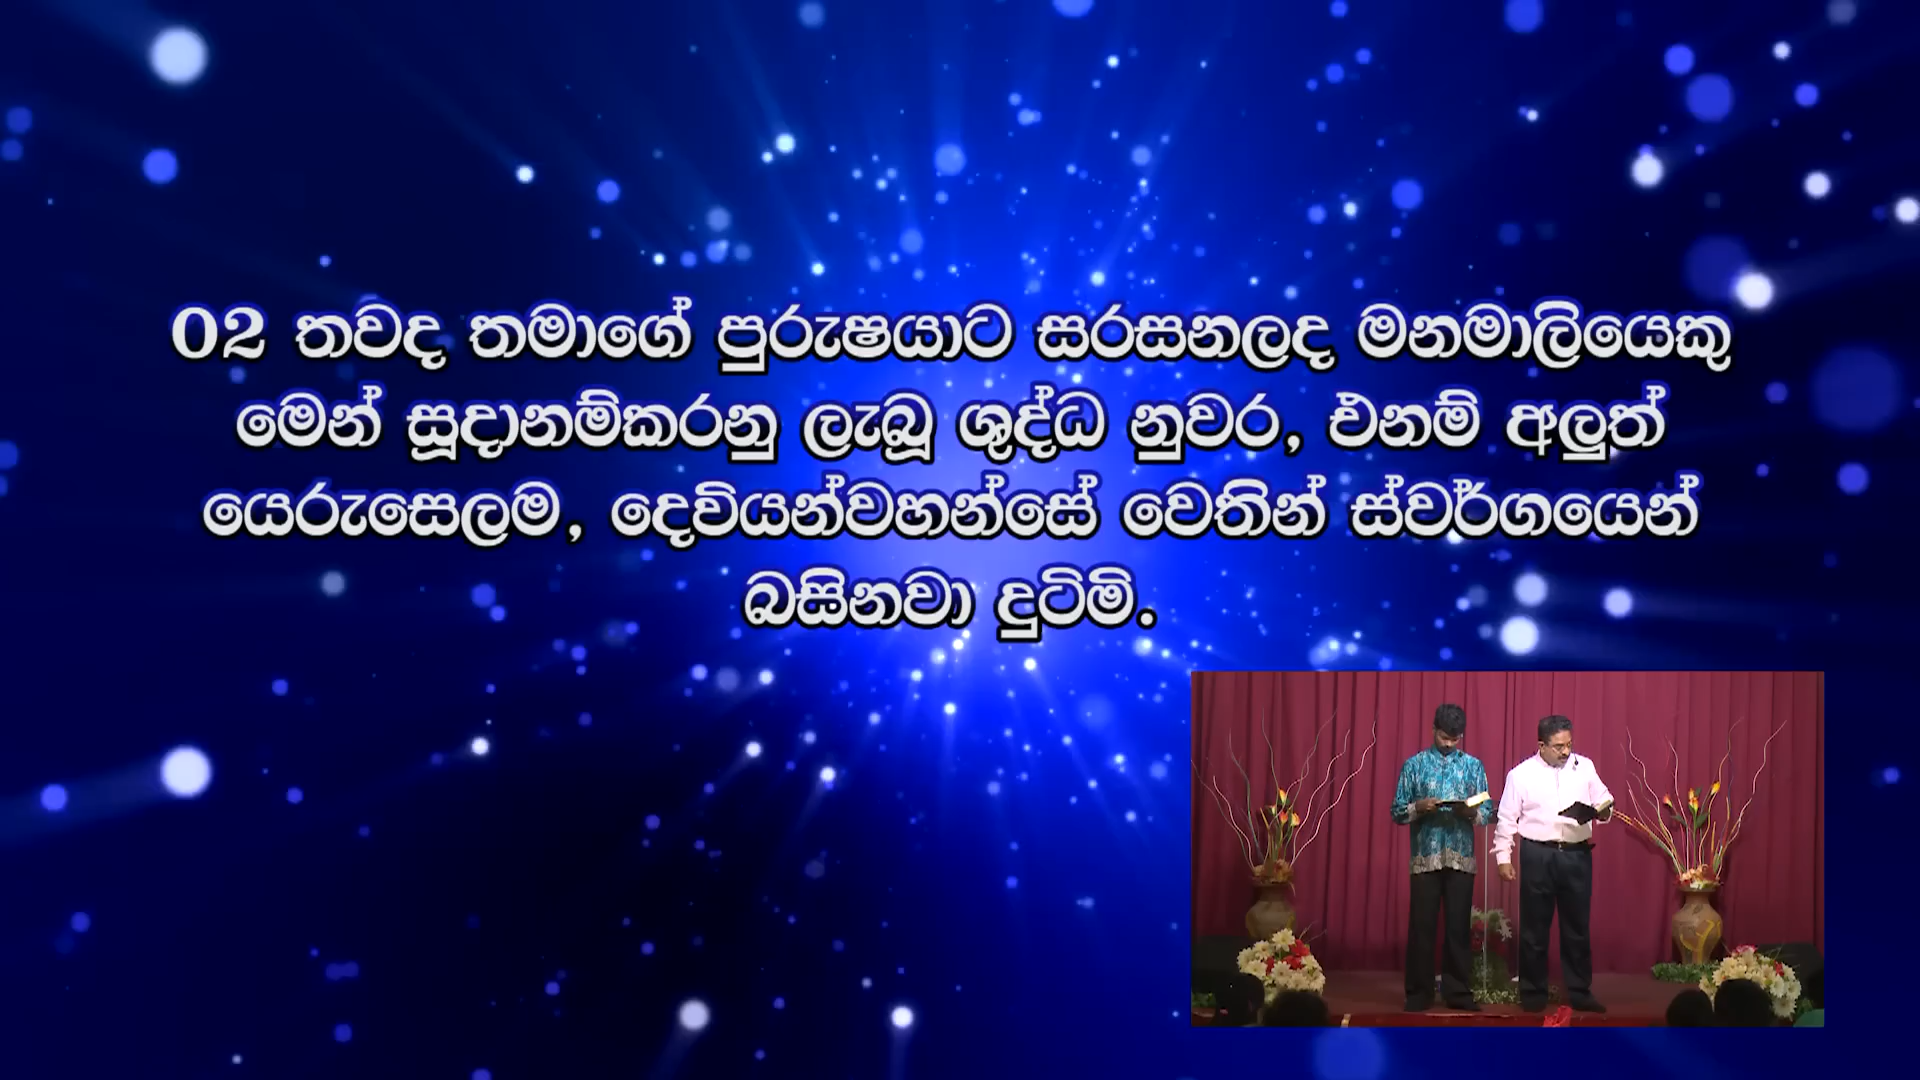 02 තවද තමාගේ පුරුෂයාට සරසනලද මනමාලියෙකු
මෙන් සූදානම්කරනු ලැබූ ශුද්ධ නුවර, එනම් අලුත්
යෙරුසෙලම, දෙවියන්වහන්සේ වෙතින් ස්වර්ගයෙන්
බසිනවා දුටිමි.